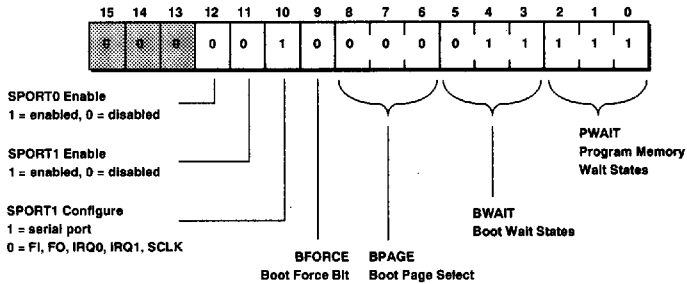 15 14 13 12 11 10 9 8 7 6 5 4 3 2 1 0
0 0 0 0 0 1 0 0 0 0 0 1 1 1 1 1
SPORT0 Enable
1 = enabled, 0 = disabled
SPORT1 Enable
1 = enabled, 0 = disabled
SPORT1 Configure
1 = serial port
0 = FI, FO, IRQ0, IRQ1, SCLK
BFORCE
Boot Force Bit
BPAGE
Boot Page Select
BWAIT
Boot Wait States
PWAIT
Program Memory
Wait States